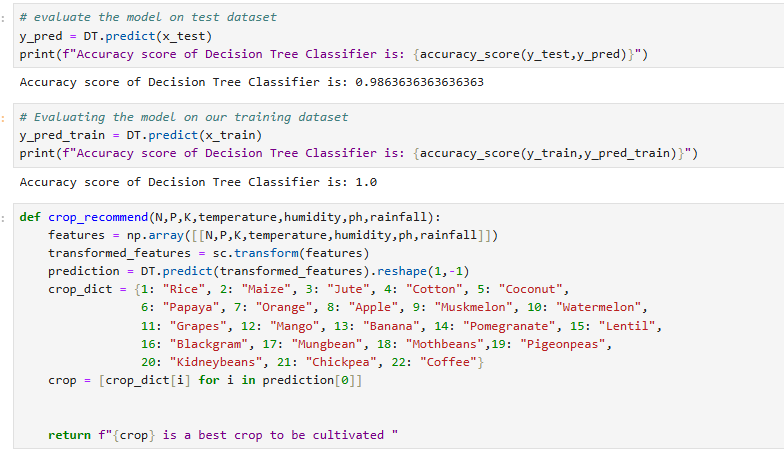 # evaluate the model on test dataset
y_pred = DT.predict(x_test)
print(f"Accuracy score of Decision Tree Classifier is: {accuracy_score(y_test,y_pred)}")
Accuracy score of Decision Tree Classifier is: 0.9863636363636363
# Evaluating the model on our training dataset
y_pred_train = DT.predict(x_train)
print(f"Accuracy score of Decision Tree Classifier is: {accuracy_score(y_train,y_pred_train)}")
Accuracy score of Decision Tree Classifier is: 1.0
def crop_recommend(N,P,K,temperature,humidity,ph,rainfall):
    features = np.array([[N,P,K,temperature,humidity,ph,rainfall]])
    transformed_features = sc.transform(features)
    prediction = DT.predict(transformed_features).reshape(1,-1)
    crop_dict = {1: "Rice", 2: "Maize", 3: "Jute", 4: "Cotton", 5: "Coconut",
                 6: "Papaya", 7: "Orange", 8: "Apple", 9: "Muskmelon", 10: "Watermelon",
                 11: "Grapes", 12: "Mango", 13: "Banana", 14: "Pomegranate", 15: "Lentil",
                 16: "Blackgram", 17: "Mungbean", 18: "Mothbeans",19: "Pigeonpeas",
                 20: "Kidneybeans", 21: "Chickpea", 22: "Coffee"}
    crop = [crop_dict[i] for i in prediction[0]]
    return f"{crop} is a best crop to be cultivated "